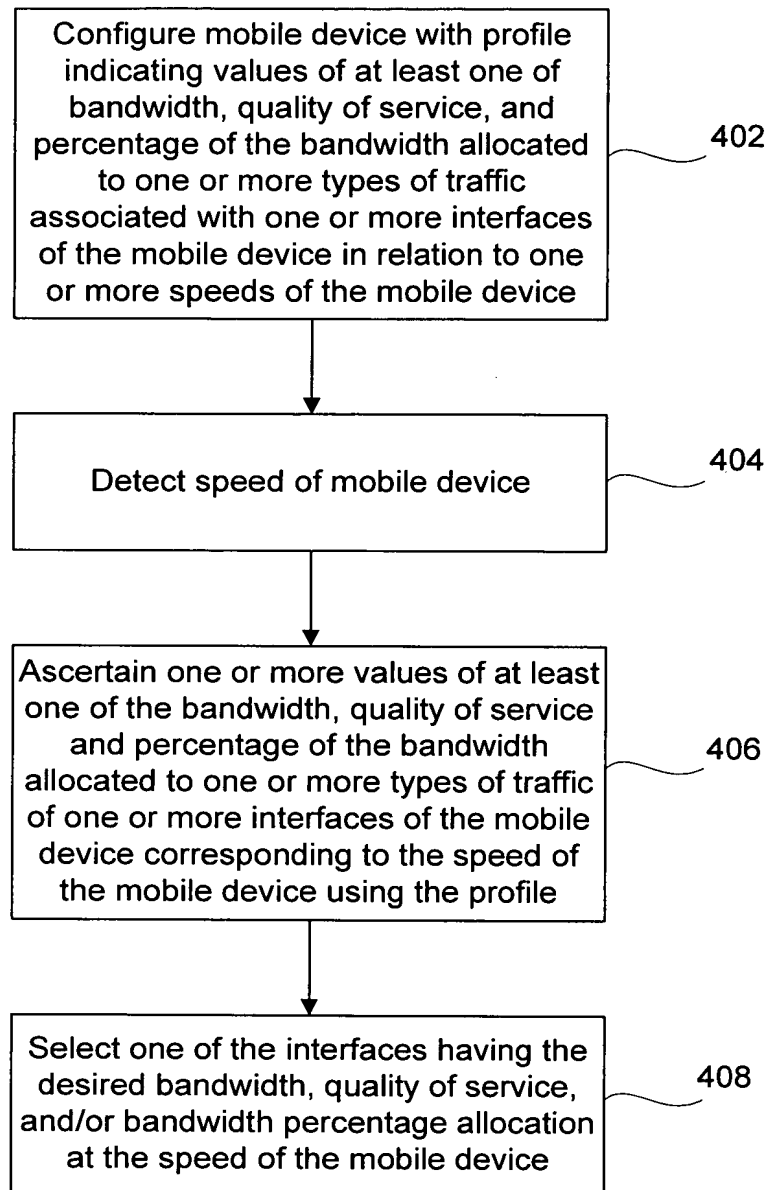 Configure mobile device with profile
indicating values of at least one of
bandwidth, quality of service, and
percentage of the bandwidth allocated
to one or more types of traffic
associated with one or more interfaces
of the mobile device in relation to one
or more speeds of the mobile device
402
Detect speed of mobile device
404
Ascertain one or more values of at least
one of the bandwidth, quality of service
and percentage of the bandwidth
allocated to one or more types of traffic
of one or more interfaces of the mobile
device corresponding to the speed of
the mobile device using the profile
406
Select one of the interfaces having the
desired bandwidth, quality of service,
and/or bandwidth percentage allocation
at the speed of the mobile device
408